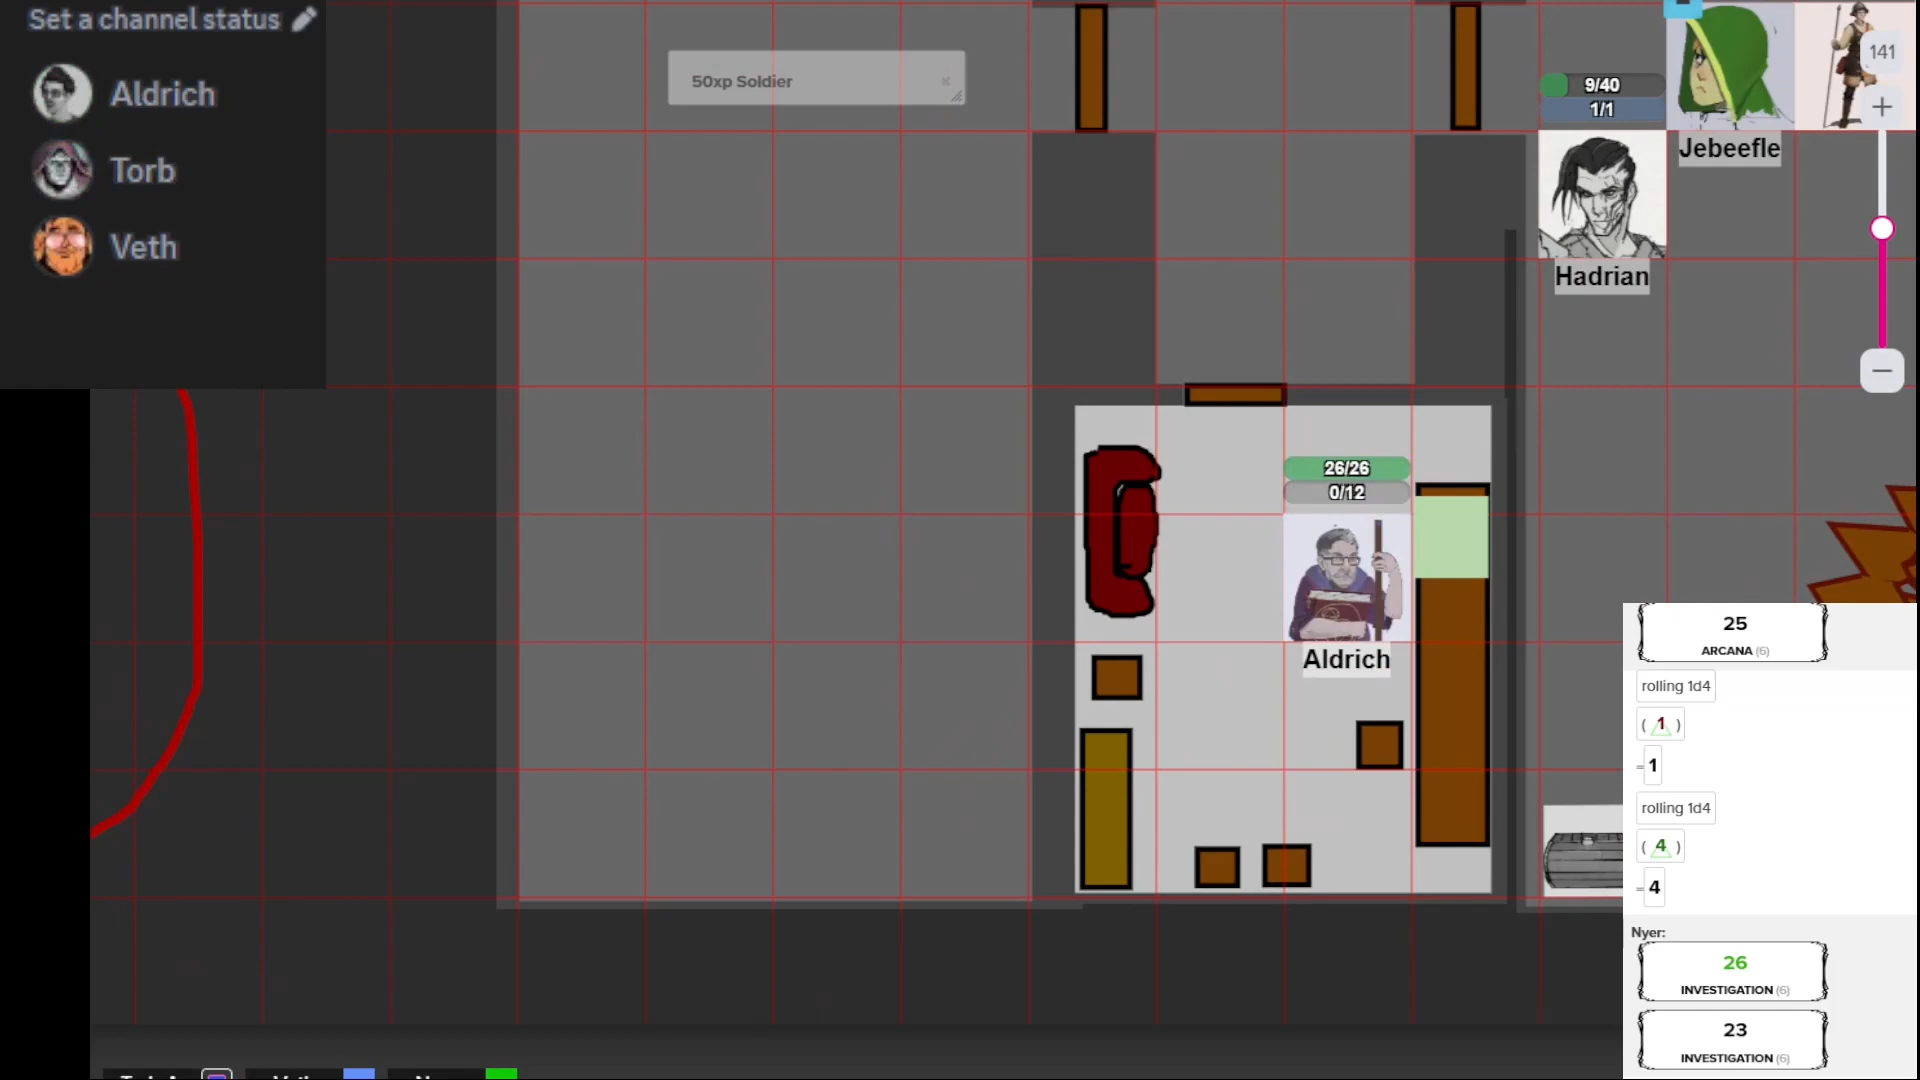 Set a channel status
Aldrich
Torb
Veth
50xp Soldier
9/40
1/1
Jebeefle
Hadrian
141
26/26
0/12
Aldrich
25
ARCANA (6)
rolling 1d4
( 1 )
=1
rolling 1d4
( 4 )
=4
Nyer:
26
INVESTIGATION (6)
23
INVESTIGATION (6)